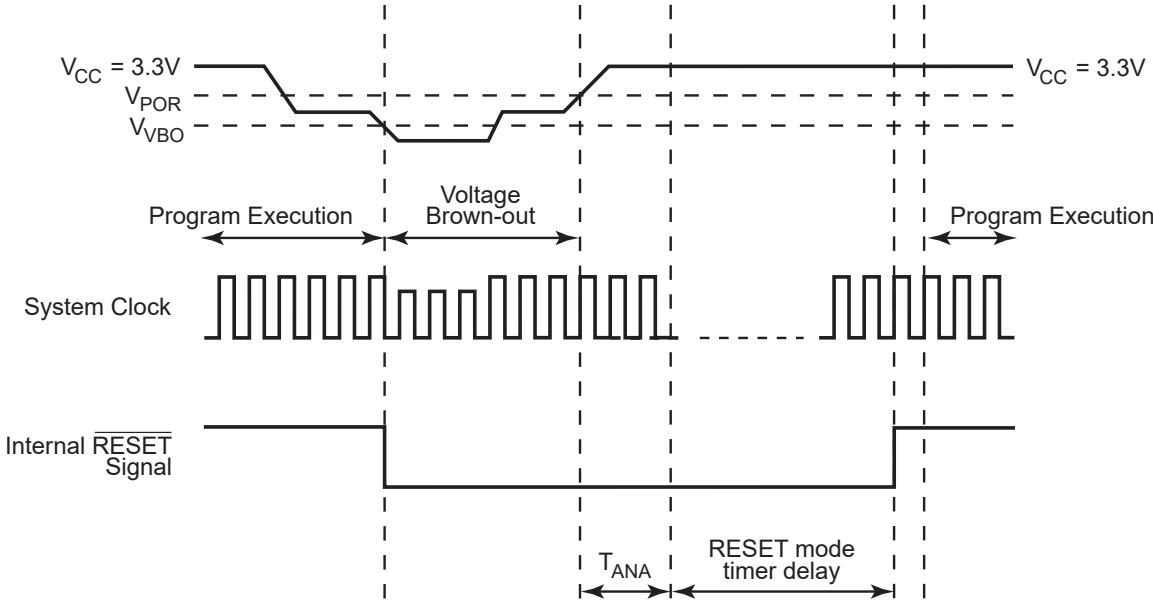 V_CC = 3.3V
V_CC = 3.3V
V_POR
V_VBO
Voltage
Brown-out
Program Execution
Program Execution
System Clock
Internal RESET
Signal
T_ANA
RESET mode
timer delay